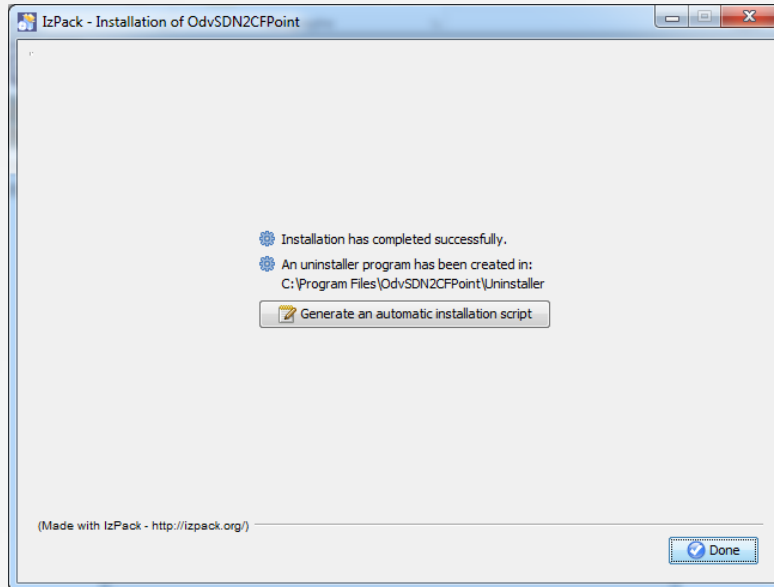 IzPack - Installation of OdvSDN2CFPoint
Installation has completed successfully.
An uninstaller program has been created in:
C:\Program Files\OdvSDN2CFPoint\Uninstaller
Generate an automatic installation script
(Made with IzPack - http://izpack.org/)
Done